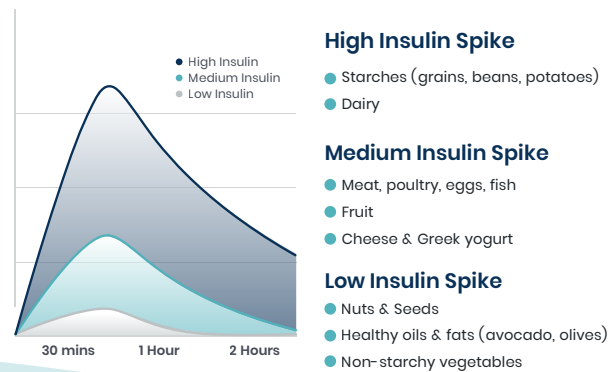 High Insulin
Medium Insulin
Low Insulin
30 mins
1 Hour
2 Hours
High Insulin Spike
Starches (grains, beans, potatoes)
Dairy
Medium Insulin Spike
Meat, poultry, eggs, fish
Fruit
Cheese & Greek yogurt
Low Insulin Spike
Nuts & Seeds
Healthy oils & fats (avocado, olives)
Non-starchy vegetables